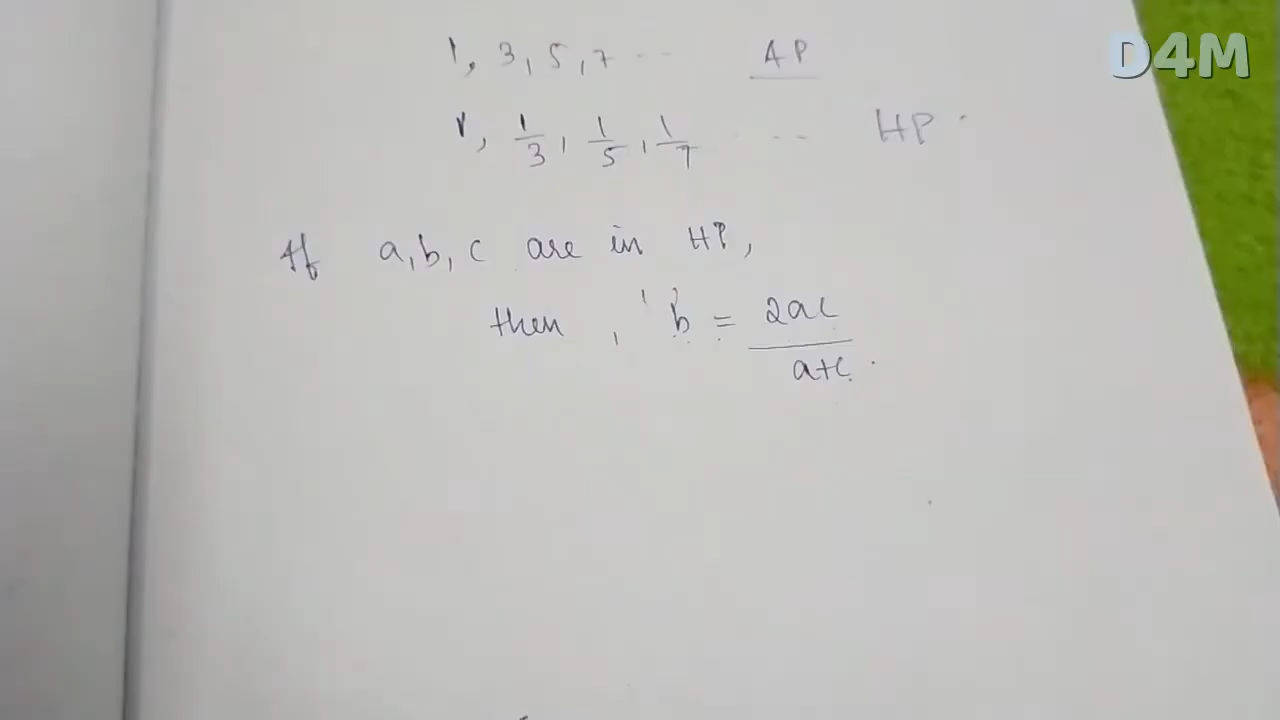 D4M
1, 3, 5, 7 ... AP
1, 1/3, 1/5, 1/7 ... HP.
If a, b, c are in HP,
then, b = 2ac/a+c.